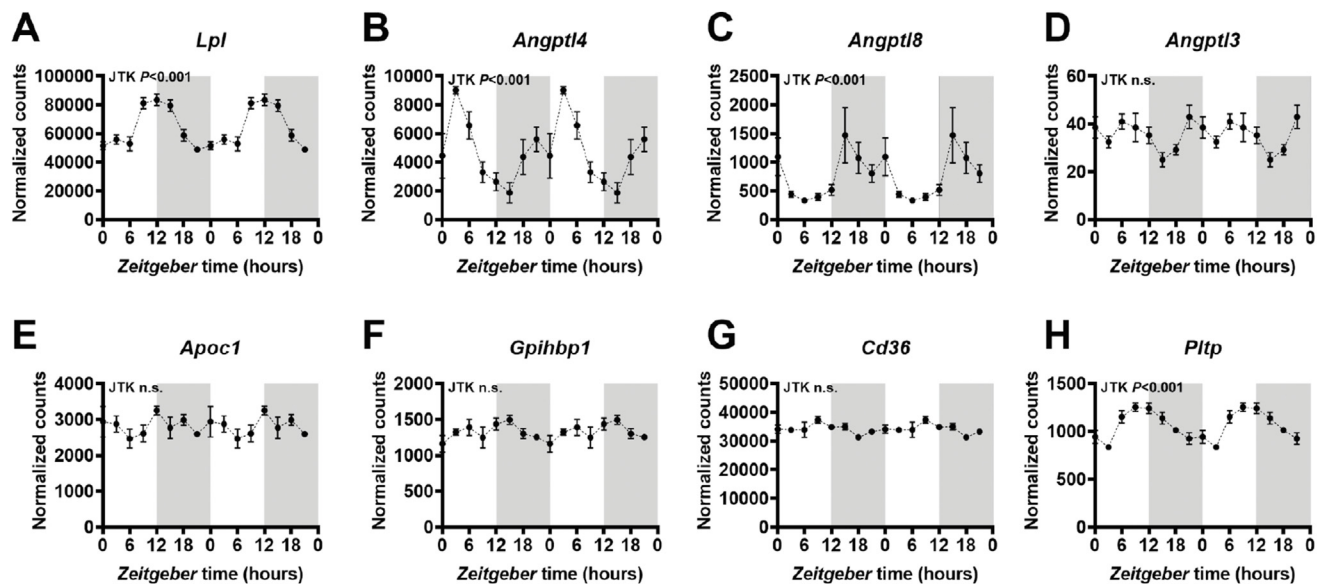 A
Lpl
Normalized counts
JTK P<0.001
100000
80000
60000
40000
20000
0
0 6 12 18 0 6 12 18 0
Zeitgeber time (hours)
B
Angptl4
Normalized counts
JTK P<0.001
10000
8000
6000
4000
2000
0
0 6 12 18 0 6 12 18 0
Zeitgeber time (hours)
C
Angptl8
Normalized counts
JTK P<0.001
2500
2000
1500
1000
500
0
0 6 12 18 0 6 12 18 0
Zeitgeber time (hours)
D
Angptl3
Normalized counts
JTK n.s.
60
40
20
0
0 6 12 18 0 6 12 18 0
Zeitgeber time (hours)
E
Apoc1
Normalized counts
JTK n.s.
4000
3000
2000
1000
0
0 6 12 18 0 6 12 18 0
Zeitgeber time (hours)
F
Gpihbp1
Normalized counts
JTK n.s.
2000
1500
1000
500
0
0 6 12 18 0 6 12 18 0
Zeitgeber time (hours)
G
Cd36
Normalized counts
JTK n.s.
50000
40000
30000
20000
10000
0
0 6 12 18 0 6 12 18 0
Zeitgeber time (hours)
H
Pltp
Normalized counts
JTK P<0.001
1500
1000
500
0
0 6 12 18 0 6 12 18 0
Zeitgeber time (hours)